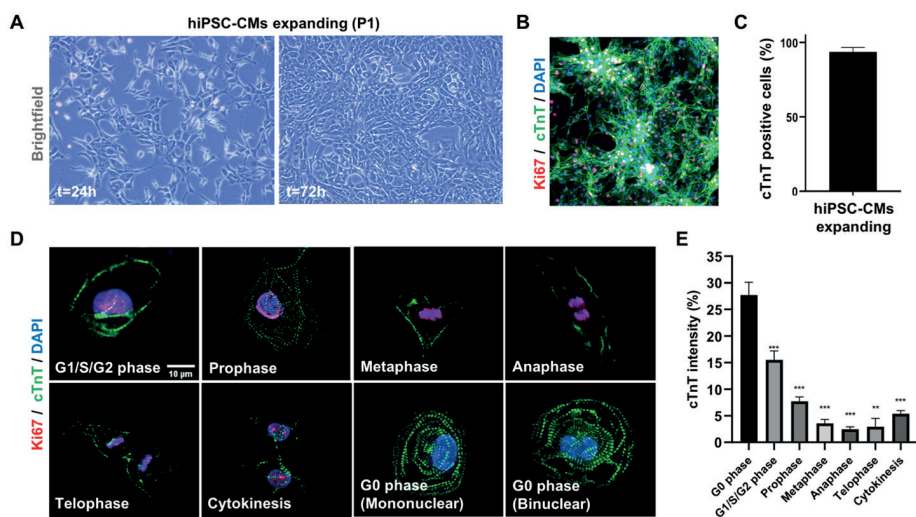 A
hiPSC-CMs expanding (P1)
Brightfield
t=24h
t=72h
B
Ki67 / cTnT / DAPI
C
cTnT positive cells (%)
100
50
0
hiPSC-CMs
expanding
D
Ki67 / cTnT / DAPI
G1/S/G2 phase
10 µm
Prophase
Metaphase
Anaphase
Telophase
Cytokinesis
G0 phase
(Mononuclear)
G0 phase
(Binuclear)
E
cTnT intensity (%)
35
30
25
20
15
10
5
0
***
***
***
***
**
***
G0 phase
G1/S/G2 phase
Prophase
Metaphase
Anaphase
Telophase
Cytokinesis